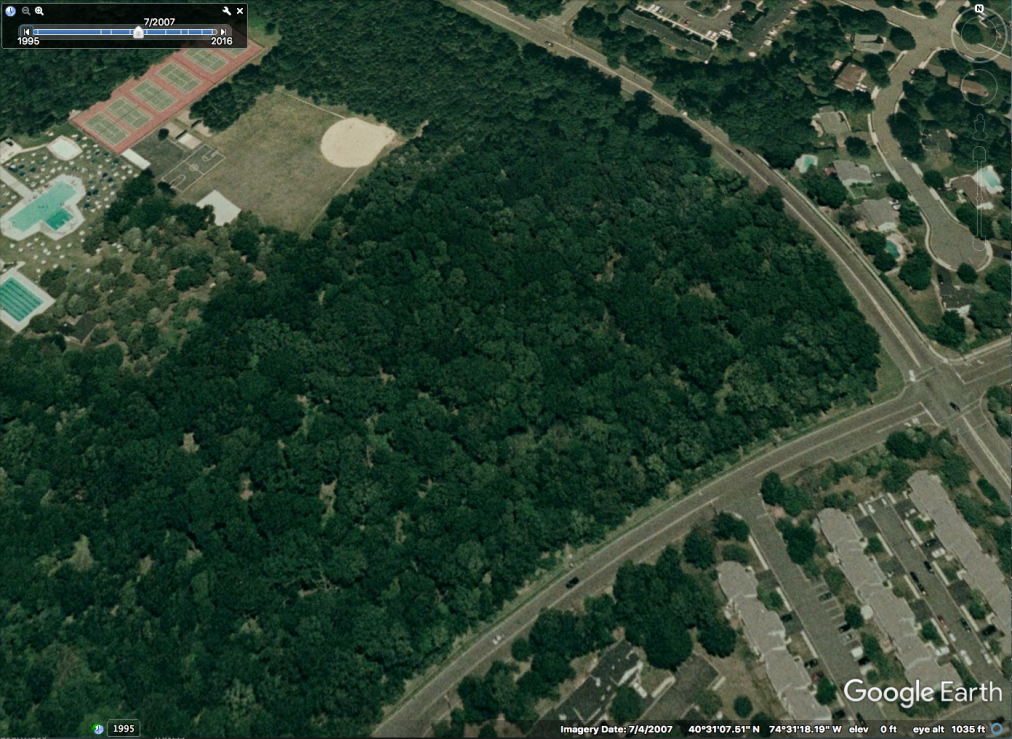 7/2007
1995
2016
N
Google Earth
1995
Imagery Date: 7/4/2007 40°31'07.51" N 74°31'18.19" W elev 0 ft eye alt 1035 ft